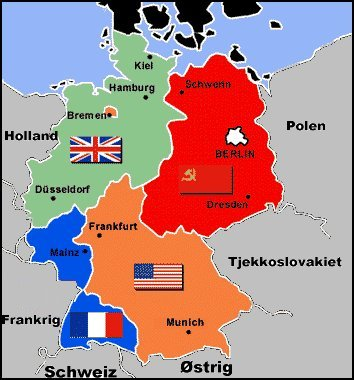 Kiel
Schwerin
Hamburg
Bremen
Holland
Polen
BERLIN
Düsseldorf
Dresden
Frankfurt
Mainz
Tjekkoslovakiet
Frankrig
Munich
Østrig
Schweiz